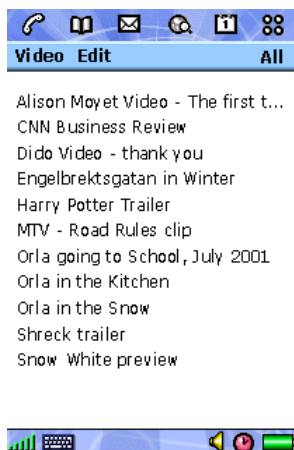 1
Video Edit All
Alison Moyet Video - The first t...
CNN Business Review
Dido Video - thank you
Engelbrektsgatan in Winter
Harry Potter Trailer
MTV - Road Rules clip
Orla going to School, July 2001
Orla in the Kitchen
Orla in the Snow
Shreck trailer
Snow White preview